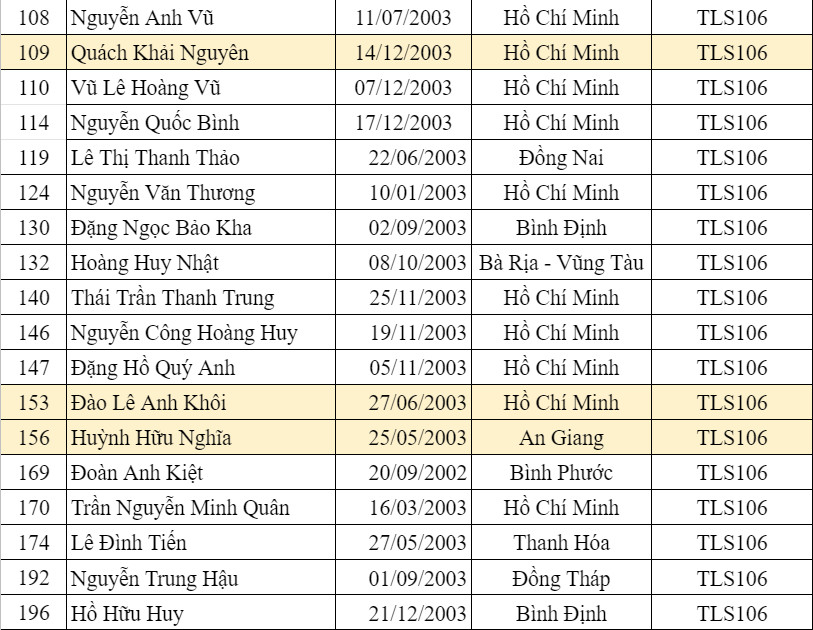 108 Nguyễn Anh Vũ 11/07/2003 Hồ Chí Minh TLS106
109 Quách Khải Nguyên 14/12/2003 Hồ Chí Minh TLS106
110 Vũ Lê Hoàng Vũ 07/12/2003 Hồ Chí Minh TLS106
114 Nguyễn Quốc Bình 17/12/2003 Hồ Chí Minh TLS106
119 Lê Thị Thanh Thảo 22/06/2003 Đồng Nai TLS106
124 Nguyễn Văn Thương 10/01/2003 Hồ Chí Minh TLS106
130 Đặng Ngọc Bảo Kha 02/09/2003 Bình Định TLS106
132 Hoàng Huy Nhật 08/10/2003 Bà Rịa - Vũng Tàu TLS106
140 Thái Trần Thanh Trung 25/11/2003 Hồ Chí Minh TLS106
146 Nguyễn Công Hoàng Huy 19/11/2003 Hồ Chí Minh TLS106
147 Đặng Hồ Quý Anh 05/11/2003 Hồ Chí Minh TLS106
153 Đào Lê Anh Khôi 27/06/2003 Hồ Chí Minh TLS106
156 Huỳnh Hữu Nghĩa 25/05/2003 An Giang TLS106
169 Đoàn Anh Kiệt 20/09/2002 Bình Phước TLS106
170 Trần Nguyễn Minh Quân 16/03/2003 Hồ Chí Minh TLS106
174 Lê Đình Tiến 27/05/2003 Thanh Hóa TLS106
192 Nguyễn Trung Hậu 01/09/2003 Đồng Tháp TLS106
196 Hồ Hữu Huy 21/12/2003 Bình Định TLS106